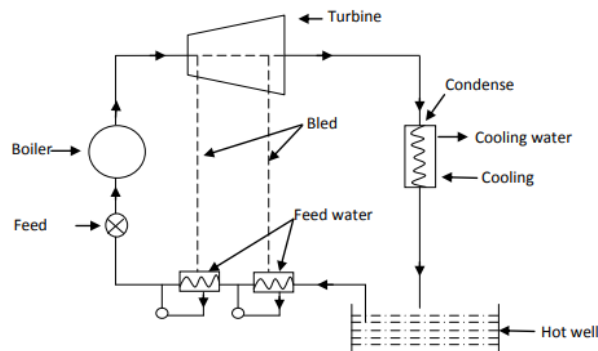 Turbine
Condense
Bled
Cooling water
Boiler
Cooling
Feed
Feed water
Hot well